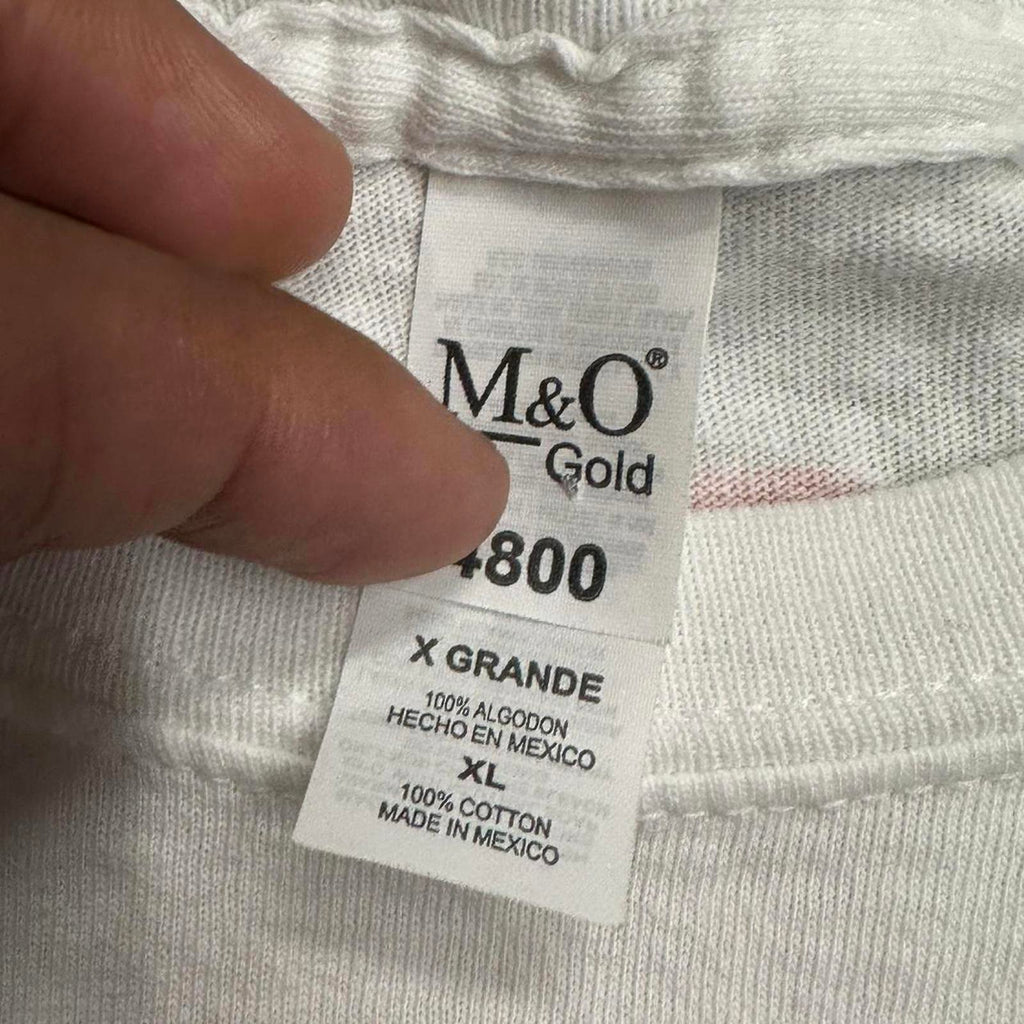 M&O®
Gold
4800
X GRANDE
100% ALGODON
HECHO EN MEXICO
XL
100% COTTON
MADE IN MEXICO